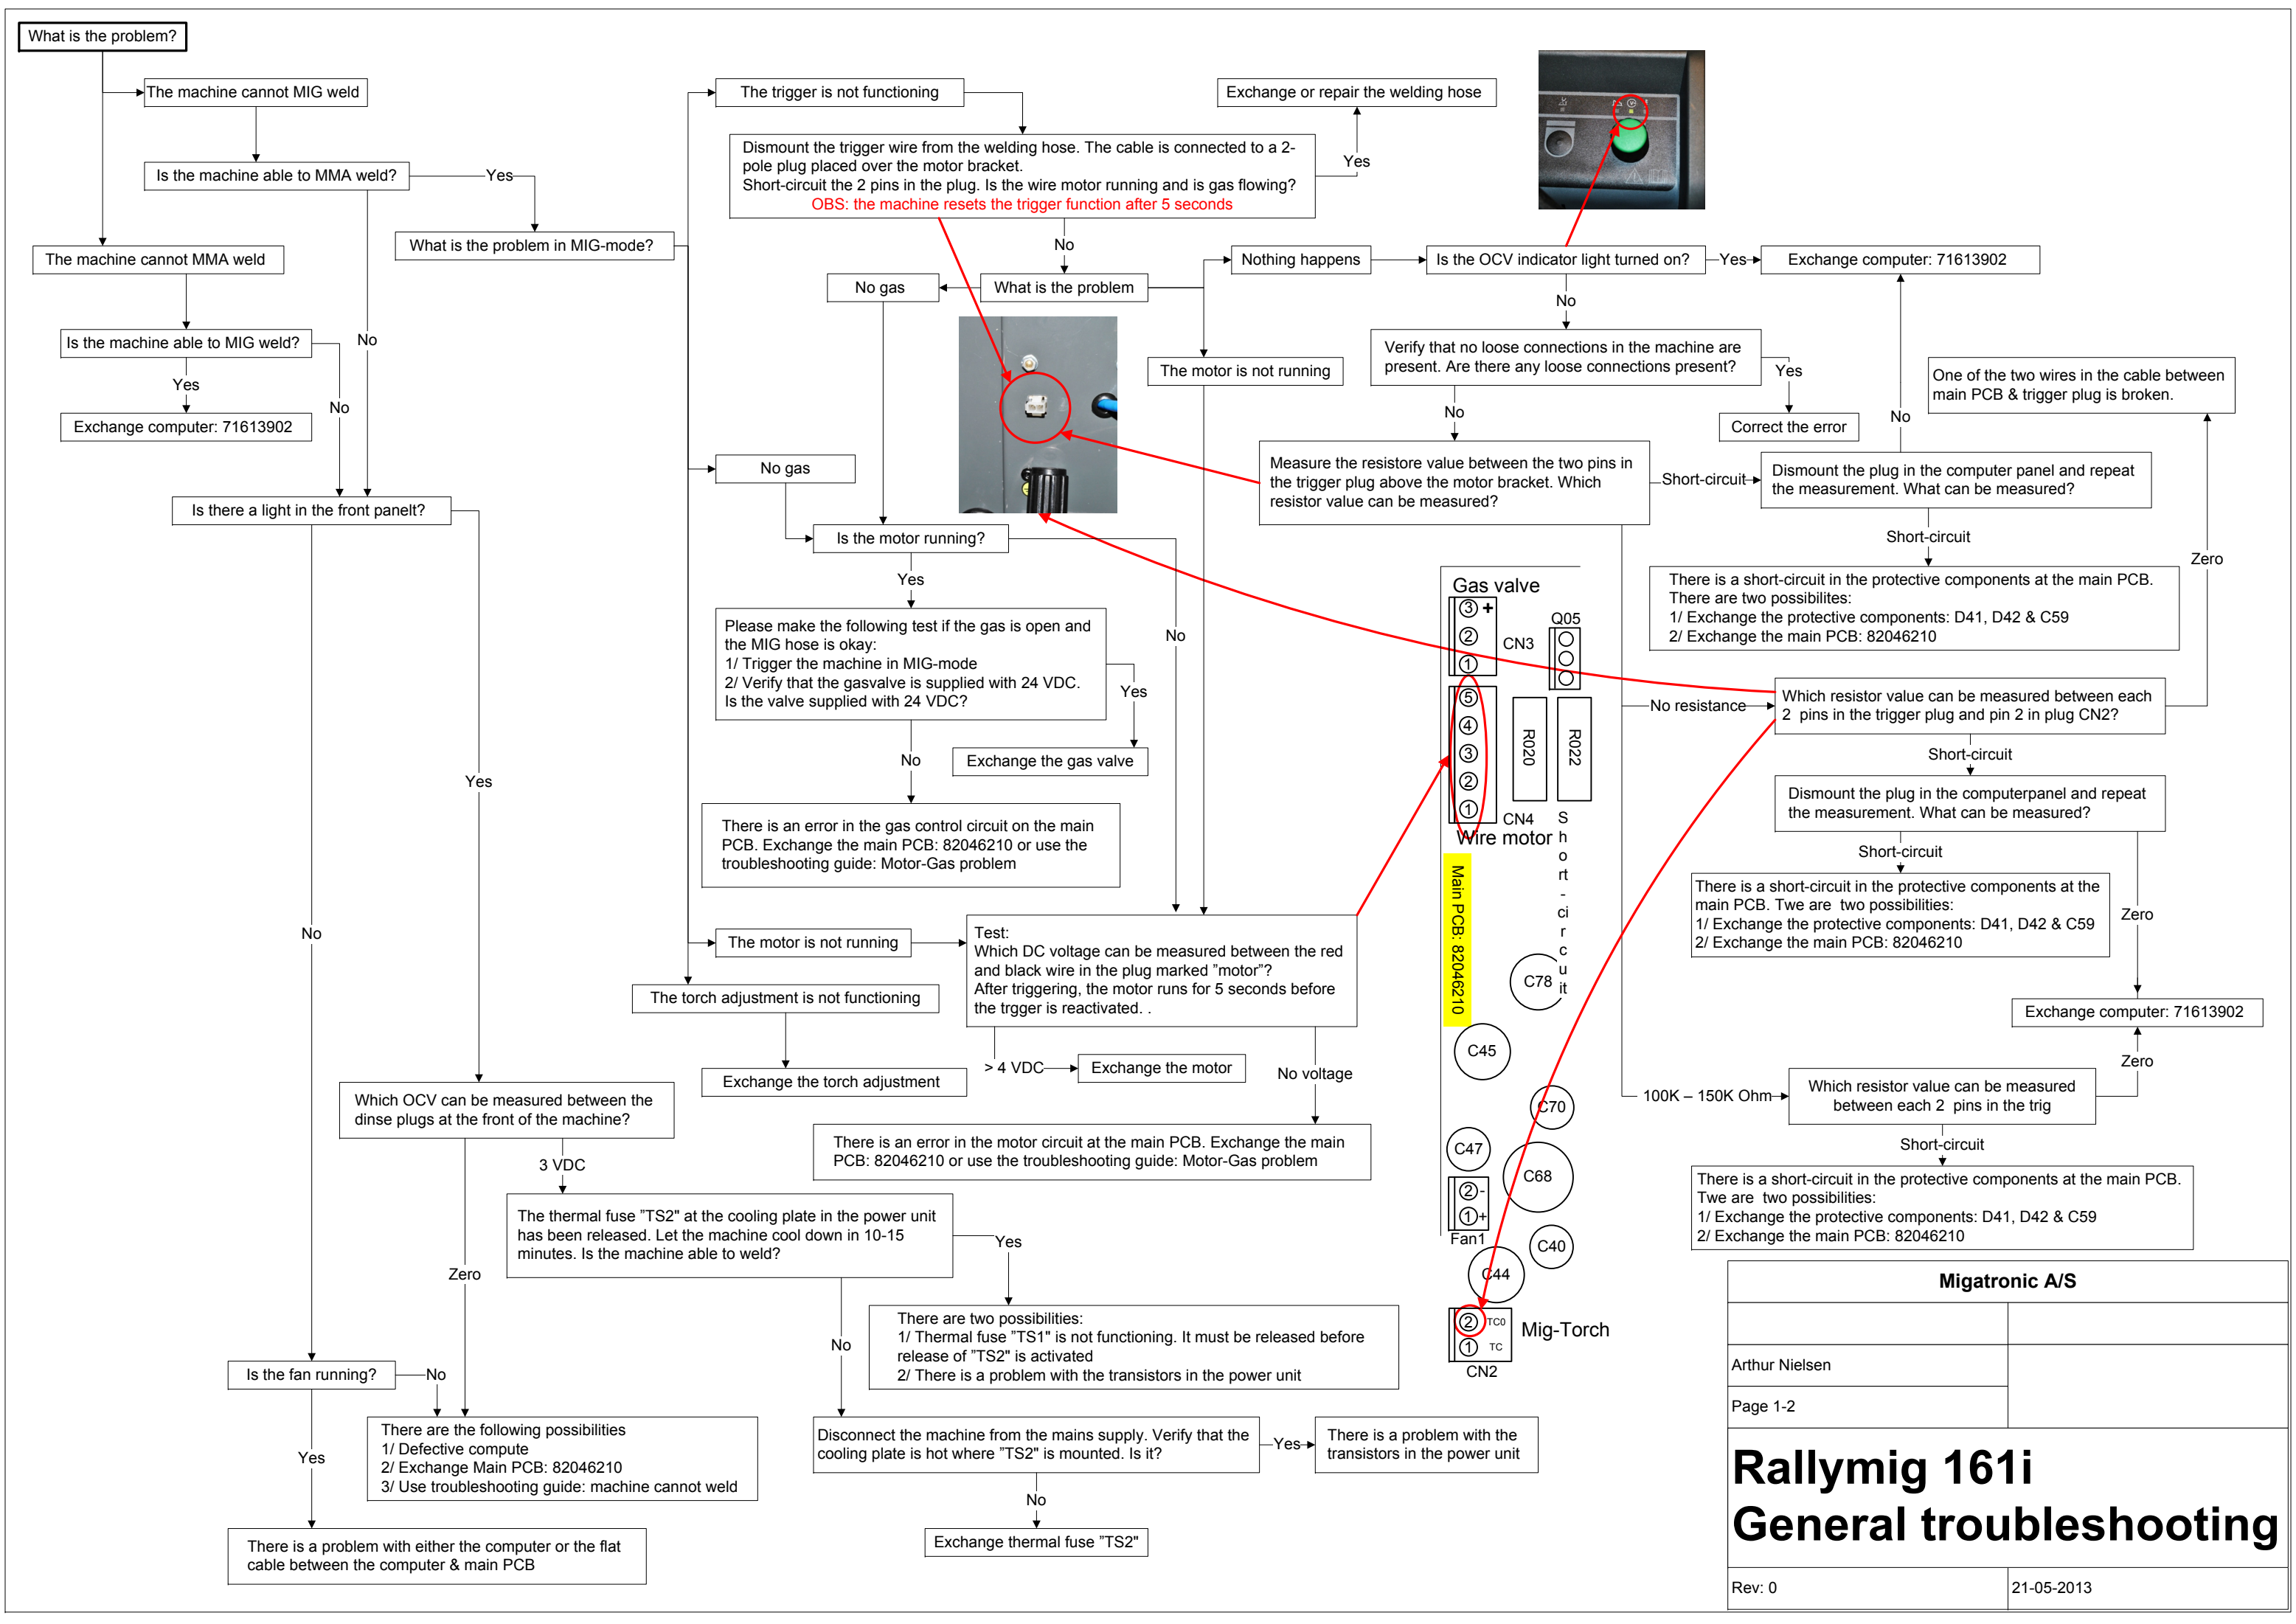 What is the problem?
The machine cannot MIG weld
Is the machine able to MMA weld?
Yes
No
The machine cannot MMA weld
Is the machine able to MIG weld?
Yes
No
Exchange computer: 71613902
Is there a light in the front panelt?
No
Yes
What is the problem in MIG-mode?
The trigger is not functioning
Exchange or repair the welding hose
Dismount the trigger wire from the welding hose. The cable is connected to a 2-
pole plug placed over the motor bracket.
Short-circuit the 2 pins in the plug. Is the wire motor running and is gas flowing?
OBS: the machine resets the trigger function after 5 seconds
Yes
No
No gas
What is the problem
Nothing happens
Is the OCV indicator light turned on?
Yes
Exchange computer: 71613902
No
The motor is not running
Verify that no loose connections in the machine are
present. Are there any loose connections present?
Yes
Correct the error
No
No
One of the two wires in the cable between
main PCB & trigger plug is broken.
No gas
Measure the resistore value between the two pins in
the trigger plug above the motor bracket. Which
resistor value can be measured?
Short-circuit
Dismount the plug in the computer panel and repeat
the measurement. What can be measured?
Short-circuit
Zero
Is the motor running?
Yes
No
There is a short-circuit in the protective components at the main PCB.
There are two possibilites:
1/ Exchange the protective components: D41, D42 & C59
2/ Exchange the main PCB: 82046210
Please make the following test if the gas is open and
the MIG hose is okay:
1/ Trigger the machine in MIG-mode
2/ Verify that the gasvalve is supplied with 24 VDC.
Is the valve supplied with 24 VDC?
Yes
No
Exchange the gas valve
There is an error in the gas control circuit on the main
PCB. Exchange the main PCB: 82046210 or use the
troubleshooting guide: Motor-Gas problem
Gas valve
3 +
2
1
CN3
Q05
5
4
3
2
1
CN4
Wire motor
R020
R022
Short-circuit
Main PCB: 82046210
C78
C45
C70
C47
C68
2 -
1 +
Fan1
C40
C44
2 TC0
1 TC
CN2
Mig-Torch
No resistance
Which resistor value can be measured between each
2 pins in the trigger plug and pin 2 in plug CN2?
Short-circuit
Dismount the plug in the computerpanel and repeat
the measurement. What can be measured?
Short-circuit
Zero
There is a short-circuit in the protective components at the
main PCB. Twe are two possibilities:
1/ Exchange the protective components: D41, D42 & C59
2/ Exchange the main PCB: 82046210
Exchange computer: 71613902
Zero
100K – 150K Ohm
Which resistor value can be measured
between each 2 pins in the trig
Short-circuit
There is a short-circuit in the protective components at the main PCB.
Twe are two possibilities:
1/ Exchange the protective components: D41, D42 & C59
2/ Exchange the main PCB: 82046210
The motor is not running
The torch adjustment is not functioning
Exchange the torch adjustment
Test:
Which DC voltage can be measured between the red
and black wire in the plug marked ”motor”?
After triggering, the motor runs for 5 seconds before
the trgger is reactivated. .
> 4 VDC
Exchange the motor
No voltage
There is an error in the motor circuit at the main PCB. Exchange the main
PCB: 82046210 or use the troubleshooting guide: Motor-Gas problem
Which OCV can be measured between the
dinse plugs at the front of the machine?
3 VDC
Zero
The thermal fuse ”TS2" at the cooling plate in the power unit
has been released. Let the machine cool down in 10-15
minutes. Is the machine able to weld?
Yes
No
There are two possibilities:
1/ Thermal fuse ”TS1" is not functioning. It must be released before
release of ”TS2" is activated
2/ There is a problem with the transistors in the power unit
Is the fan running?
No
Yes
There are the following possibilities
1/ Defective compute
2/ Exchange Main PCB: 82046210
3/ Use troubleshooting guide: machine cannot weld
There is a problem with either the computer or the flat
cable between the computer & main PCB
Disconnect the machine from the mains supply. Verify that the
cooling plate is hot where ”TS2" is mounted. Is it?
Yes
There is a problem with the
transistors in the power unit
No
Exchange thermal fuse ”TS2"
Migatronic A/S
Arthur Nielsen
Page 1-2
Rallymig 161i
General troubleshooting
Rev: 0
21-05-2013